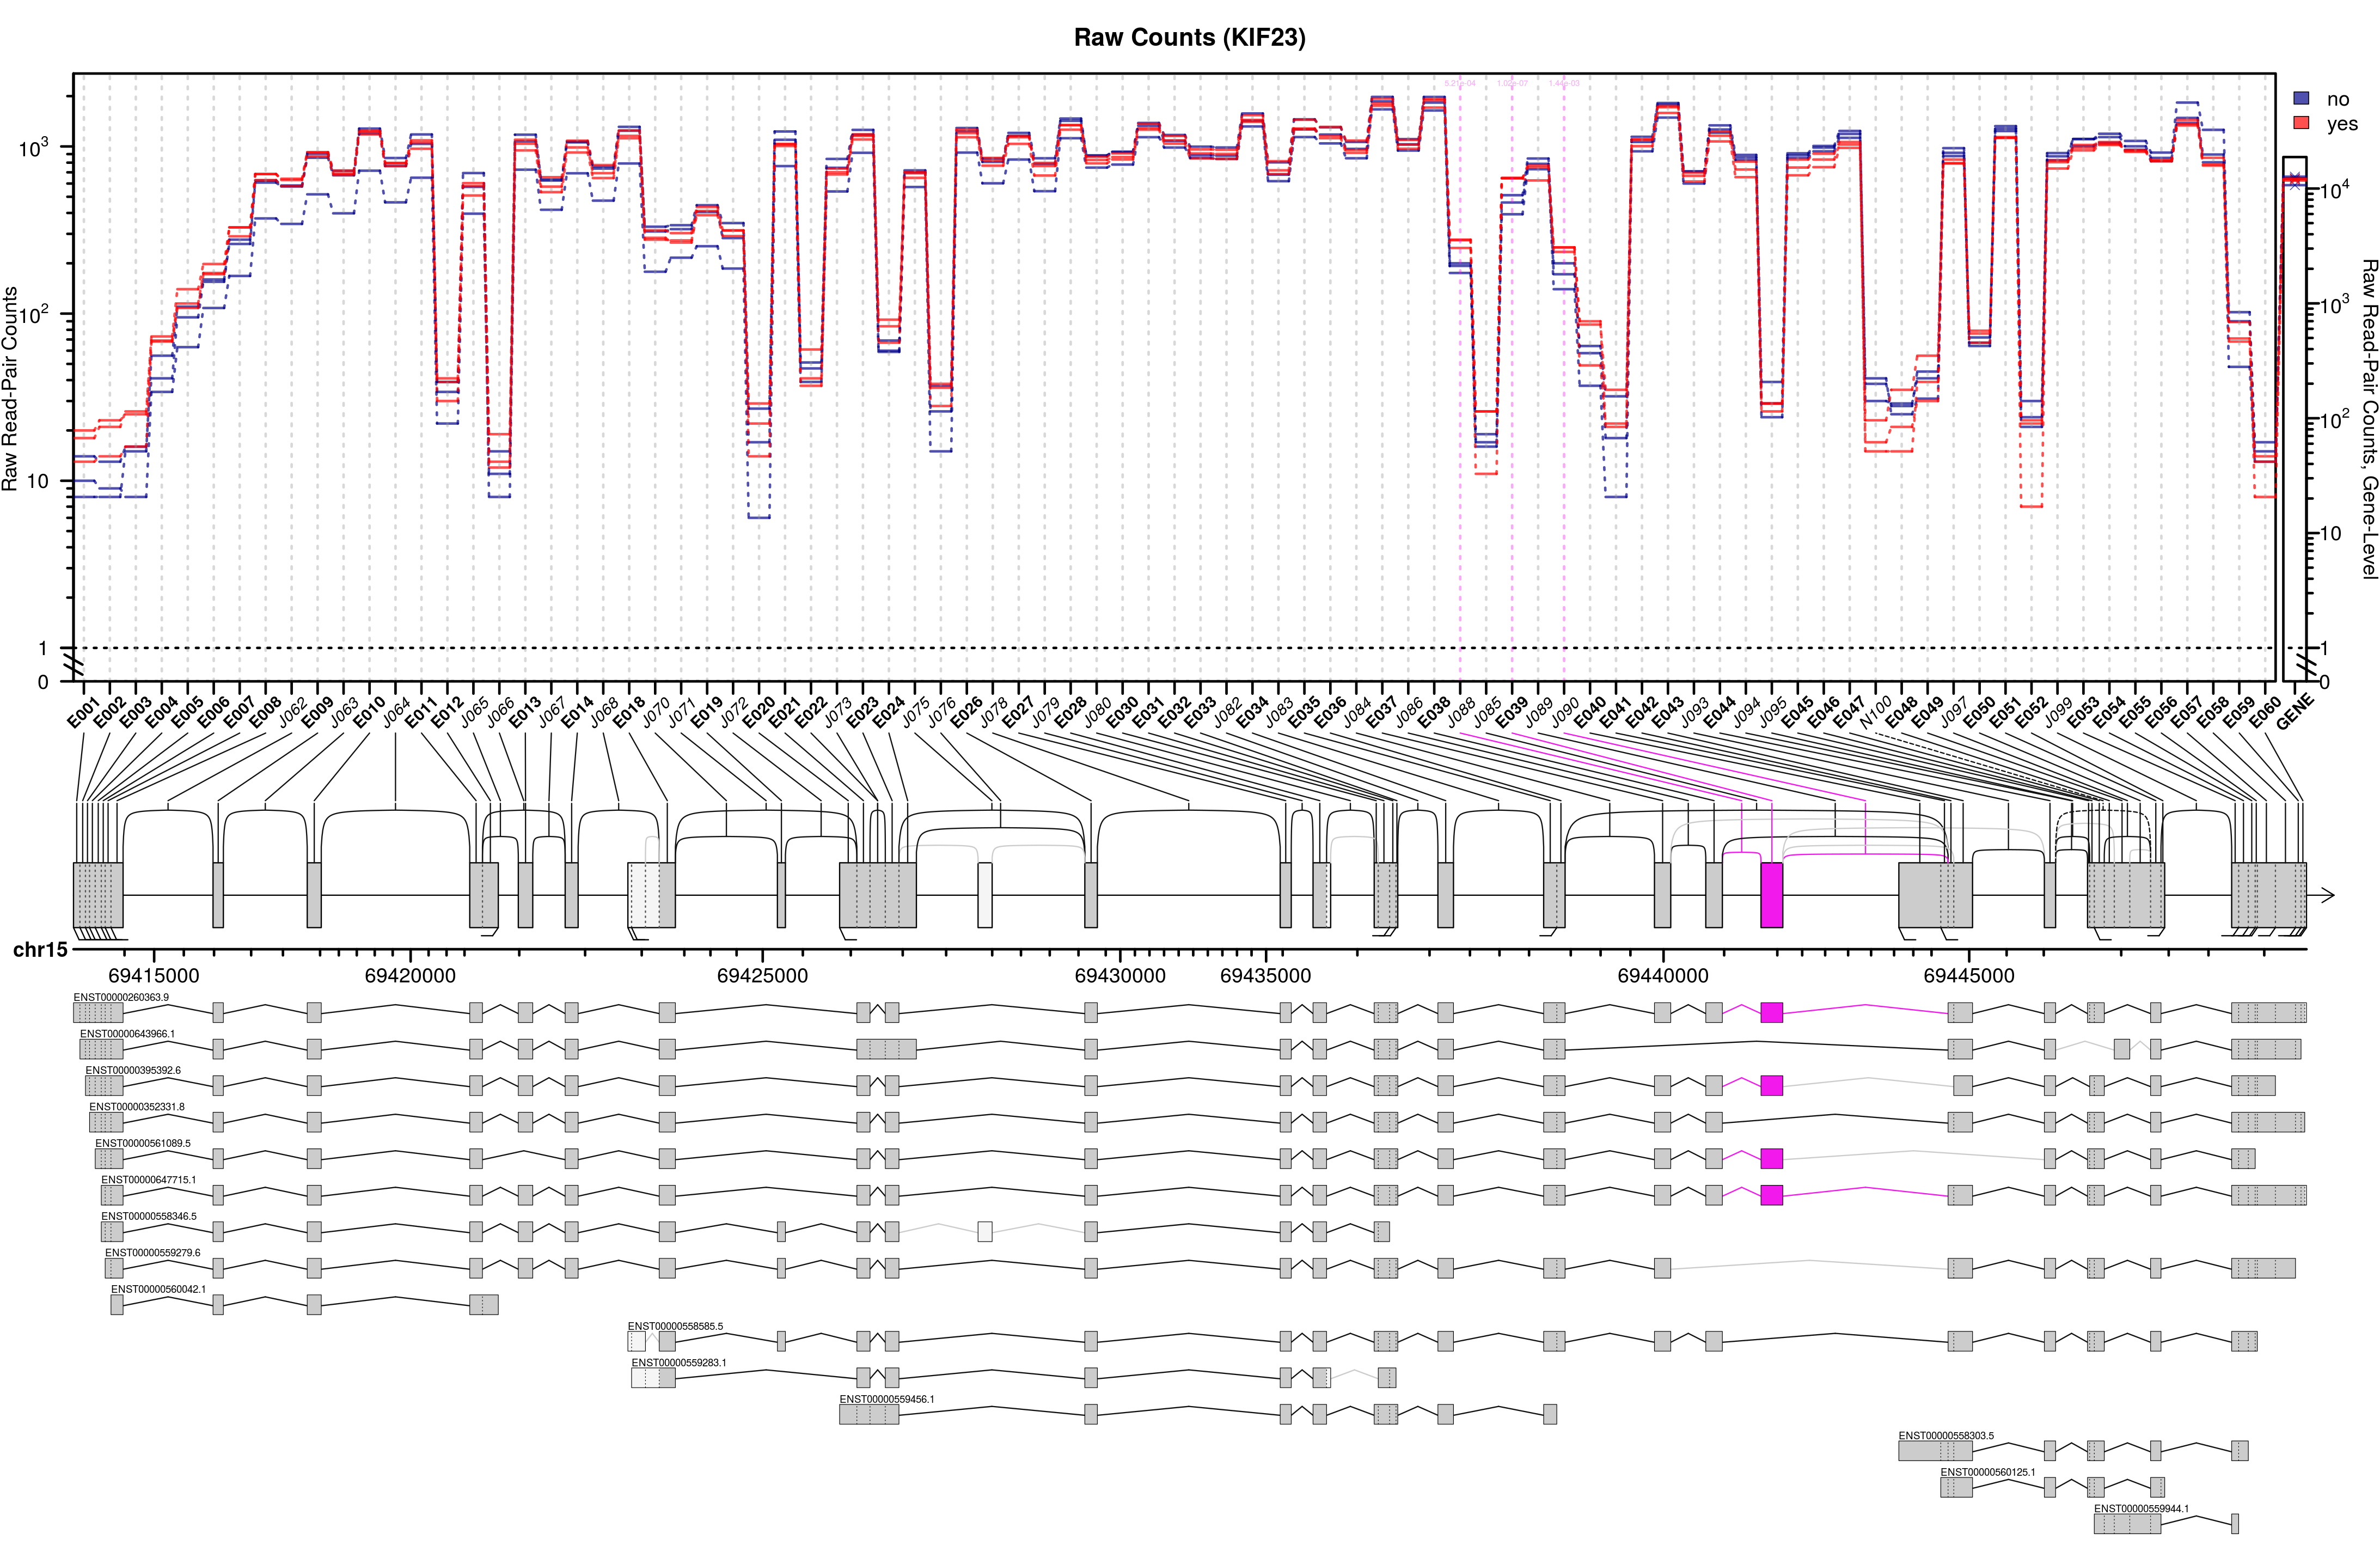 Raw Counts (KIF23)
5.21e-04
1.44e-03
no
yes
Raw Read-Pair Counts
10³
10²
10
1
0
Raw Read-Pair Counts, Gene-Level
10⁴
10³
10²
10
1
0
E001 E002 E003 E004 E005 E006 E007 E008 J062 E009 J063 E010 J064 E011 E012 J065 J066 E013 J067 E014 J068 E018 J070 J071 E019 J072 E020 E021 E022 J073 E023 E024 J075 J076 E026 J078 E027 J079 E028 J080 E030 E031 E032 E033 J082 E034 J083 E035 E036 J084 E037 J086 E038 J088 J085 E039 J089 J090 E040 E041 E042 E043 J093 E044 J094 J095 E045 E046 E047 N100 E048 E049 J097 E050 E051 E052 J099 E053 E054 E055 E056 E057 E058 E059 E060 GENE
chr15
69415000 69420000 69425000 69430000 69435000 69440000 69445000
ENST00000260363.9
ENST00000643966.1
ENST00000395392.6
ENST00000352331.8
ENST00000561089.5
ENST00000647715.1
ENST00000558346.5
ENST00000559279.6
ENST00000560042.1
ENST00000558585.5
ENST00000559283.1
ENST00000559456.1
ENST00000558303.5
ENST00000560125.1
ENST00000559944.1